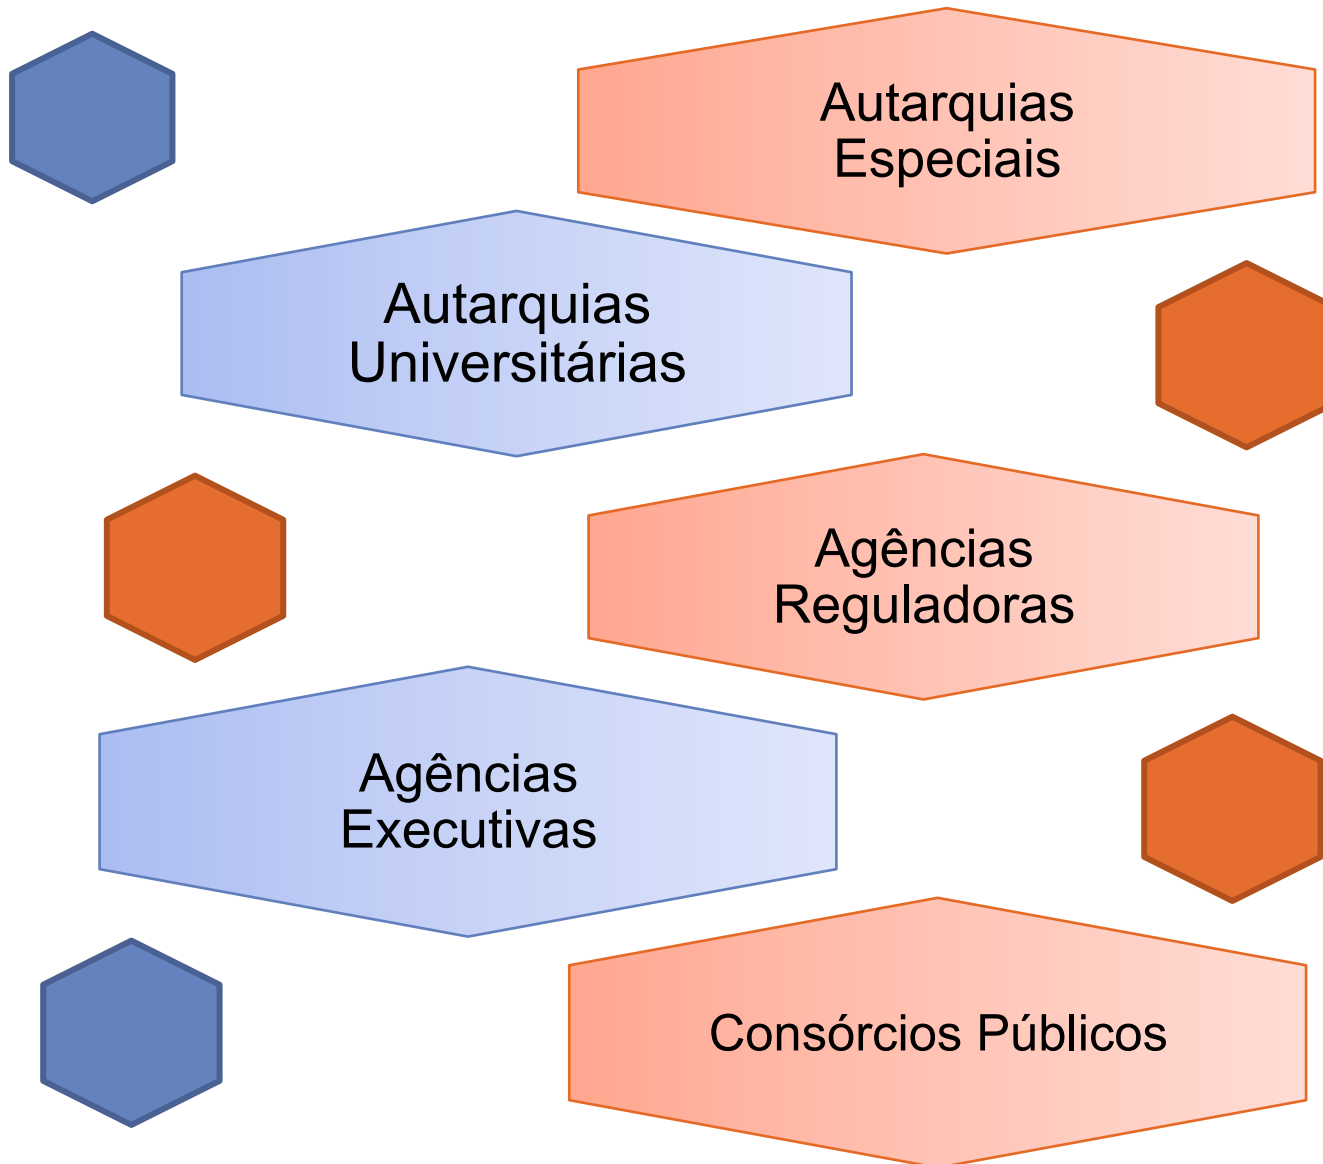 Autarquias
Especiais
Autarquias
Universitárias
Agências
Reguladoras
Agências
Executivas
Consórcios Públicos